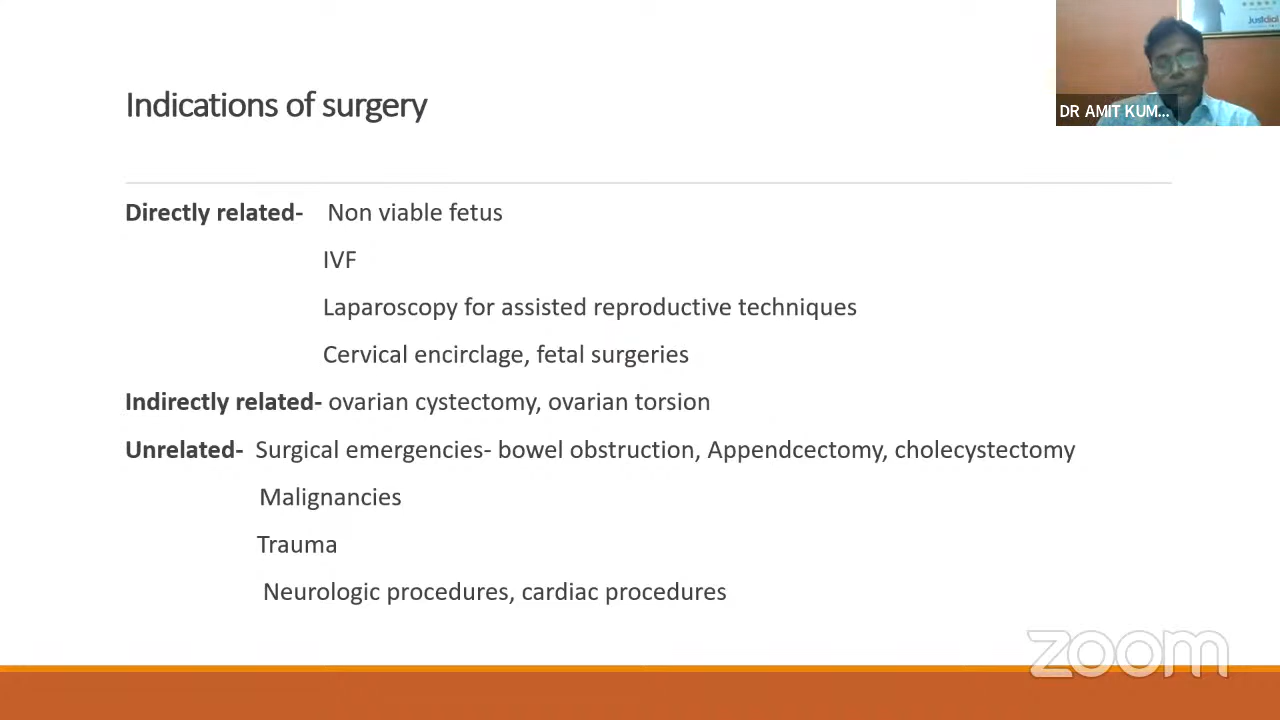 Justdial
Indications of surgery
DR AMIT KUM...
Directly related- Non viable fetus
IVF
Laparoscopy for assisted reproductive techniques
Cervical encirclage, fetal surgeries
Indirectly related- ovarian cystectomy, ovarian torsion
Unrelated- Surgical emergencies- bowel obstruction, Appendcectomy, cholecystectomy
Malignancies
Trauma
Neurologic procedures, cardiac procedures
zoom